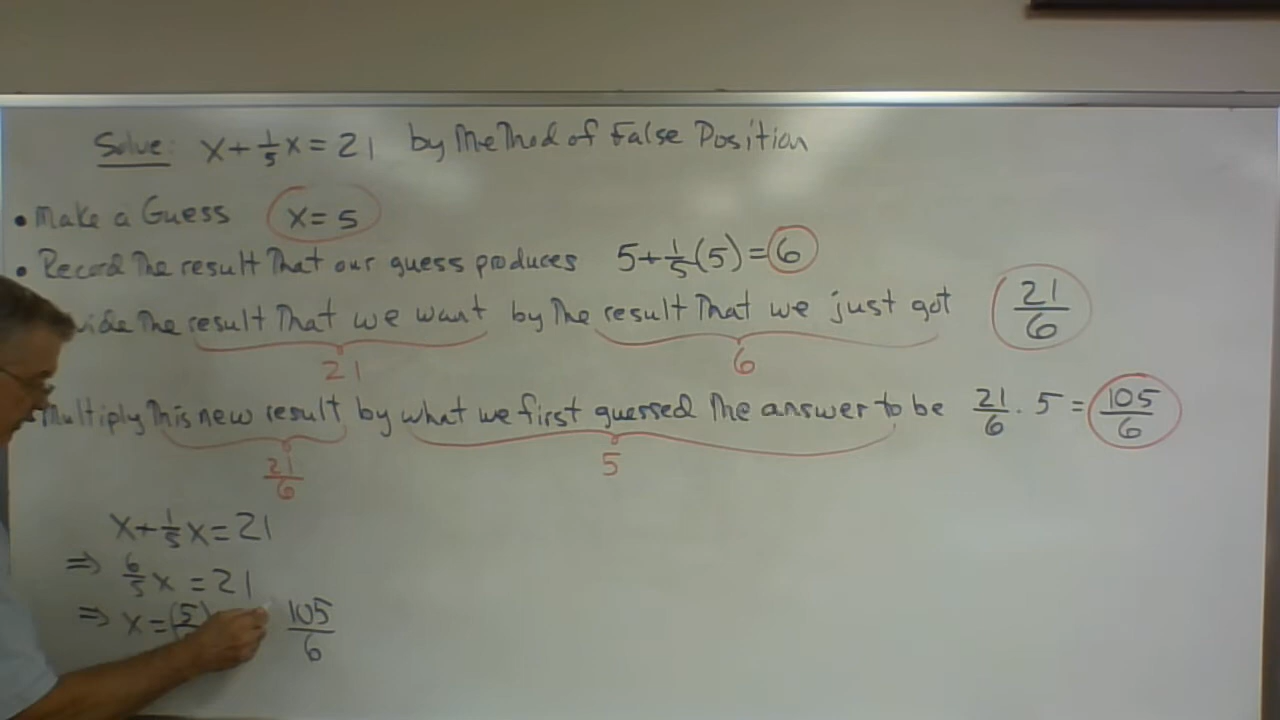 Solve: x + 1/5 x = 21 by Method of False Position
• Make a Guess x = 5
• Record The result That our guess produces 5 + 1/5 (5) = 6
The result That we want by The result That we just got 21/6
21 6
• Multiply This new result by what we first guessed The answer to be 21/6 · 5 = 105/6
21/6 5
x + 1/5 x = 21
⇒ 6/5 x = 21
⇒ x = (5 105/6